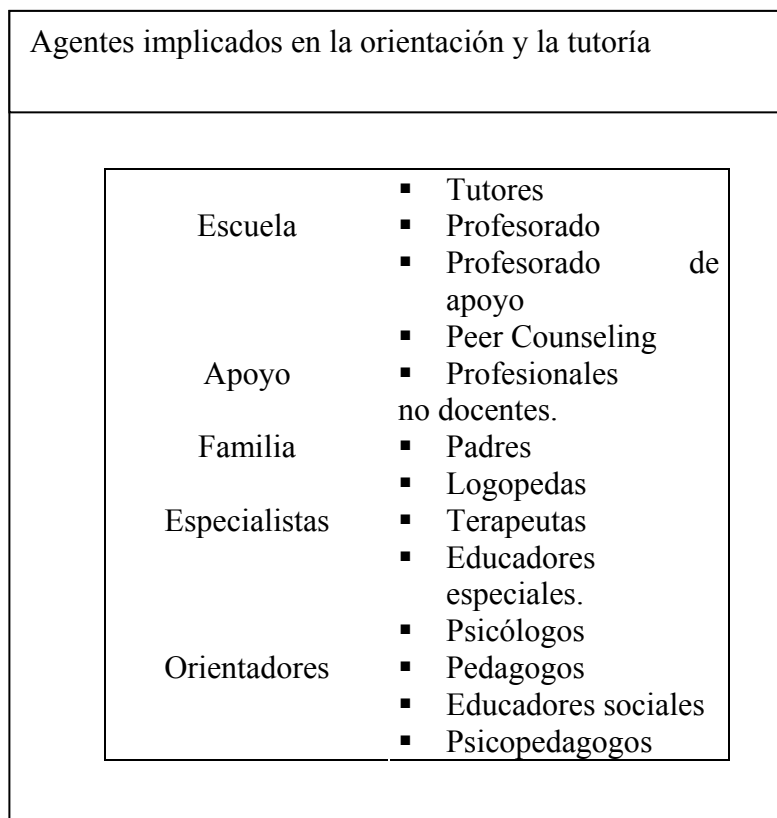 Agentes implicados en la orientación y la tutoría
▪ Tutores
Escuela ▪ Profesorado
▪ Profesorado de
apoyo
▪ Peer Counseling
Apoyo ▪ Profesionales
no docentes.
Familia ▪ Padres
▪ Logopedas
Especialistas ▪ Terapeutas
▪ Educadores
especiales.
▪ Psicólogos
Orientadores ▪ Pedagogos
▪ Educadores sociales
▪ Psicopedagogos